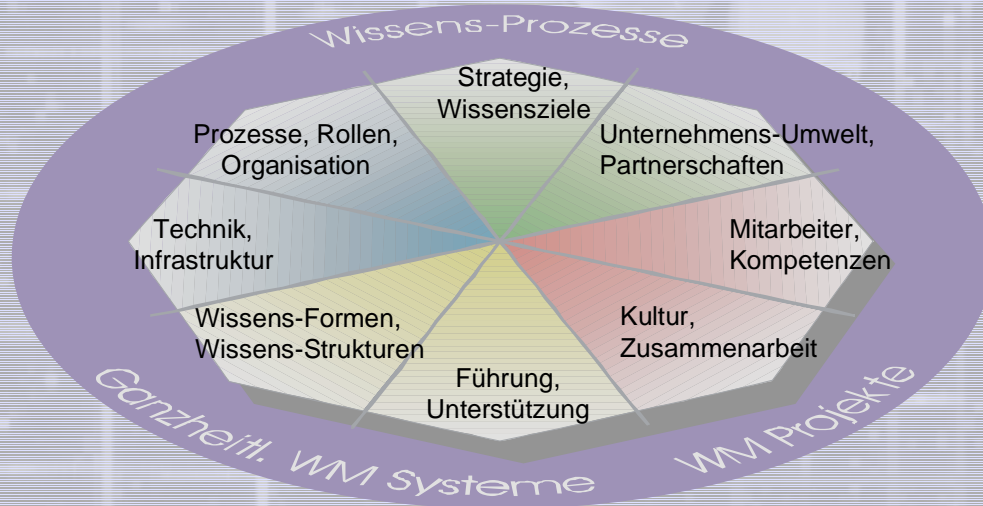 Wissens-Prozesse
Strategie,
Wissensziele
Unternehmens-Umwelt,
Partnerschaften
Mitarbeiter,
Kompetenzen
Kultur,
Zusammenarbeit
Führung,
Unterstützung
Wissens-Formen,
Wissens-Strukturen
Technik,
Infrastruktur
Prozesse, Rollen,
Organisation
Ganzheitl. WM Systeme
WM Projekte